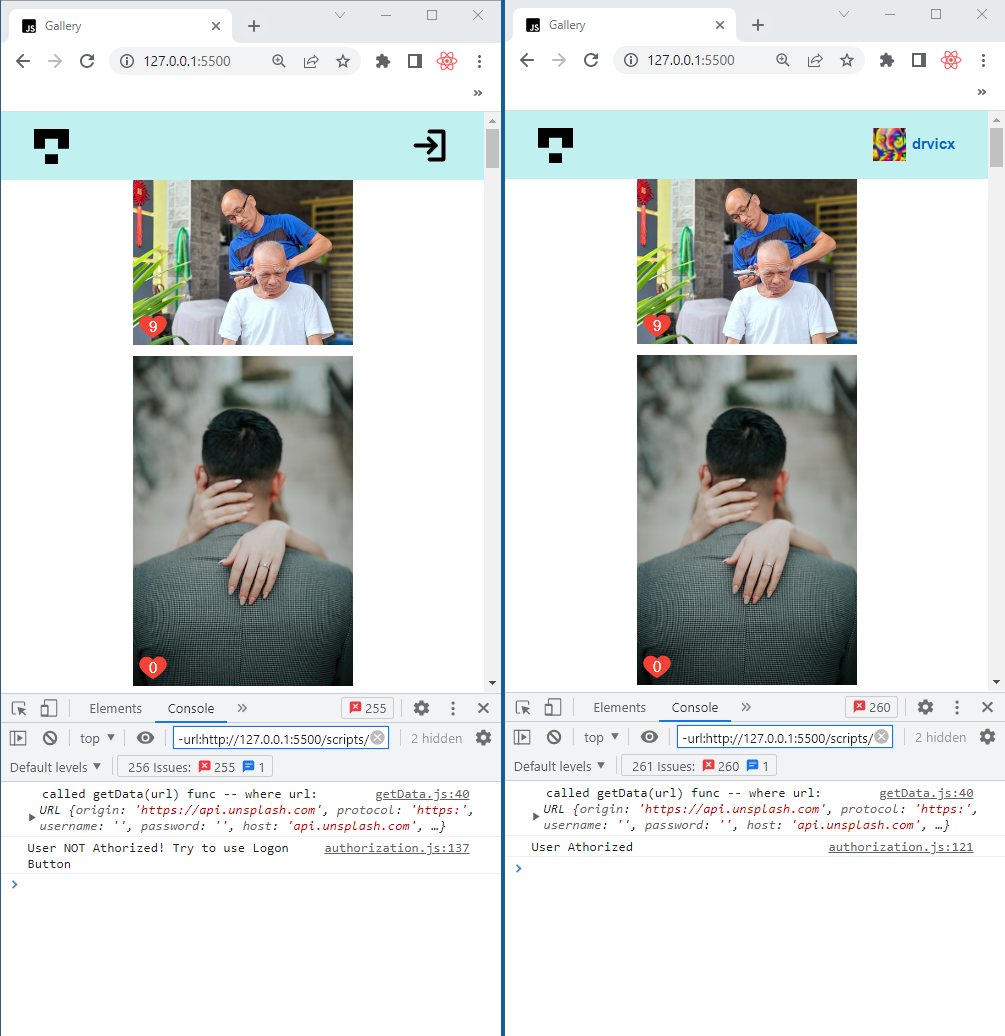 JS Gallery
127.0.0.1:5500
»
9
0
Elements Console » 255
top -url:http://127.0.0.1:5500/scripts/ 2 hidden
Default levels 256 Issues: 255 1
called getData(url) func -- where url: getData.js:40
URL {origin: 'https://api.unsplash.com', protocol: 'https:',
username: '', password: '', host: 'api.unsplash.com', …}
User NOT Athorized! Try to use Logon authorization.js:137
Button
JS Gallery
127.0.0.1:5500
»
drvicx
9
0
Elements Console » 260
top -url:http://127.0.0.1:5500/scripts/ 2 hidden
Default levels 261 Issues: 260 1
called getData(url) func -- where url: getData.js:40
URL {origin: 'https://api.unsplash.com', protocol: 'https:',
username: '', password: '', host: 'api.unsplash.com', …}
User Athorized authorization.js:121